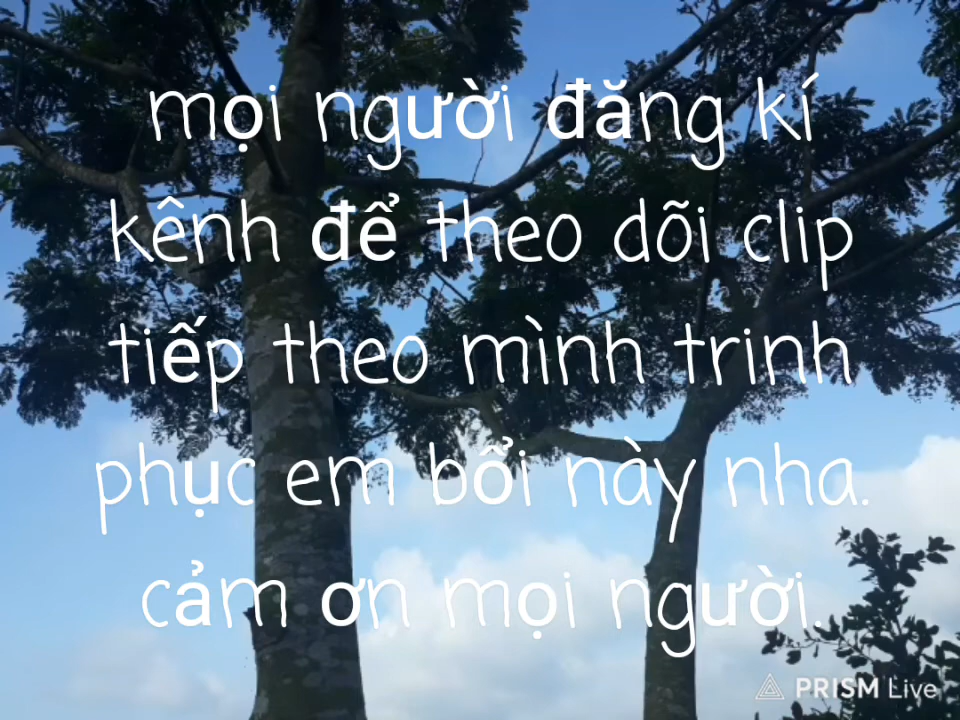 mọi người đăng kí
kênh để theo dõi clip
tiếp theo mình trinh
phục em bổi này nha.
cảm ơn mọi người.
PRISM Live